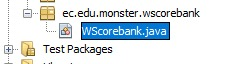 ec.edu.monster.wscorebank
WScorebank.java
Test Packages